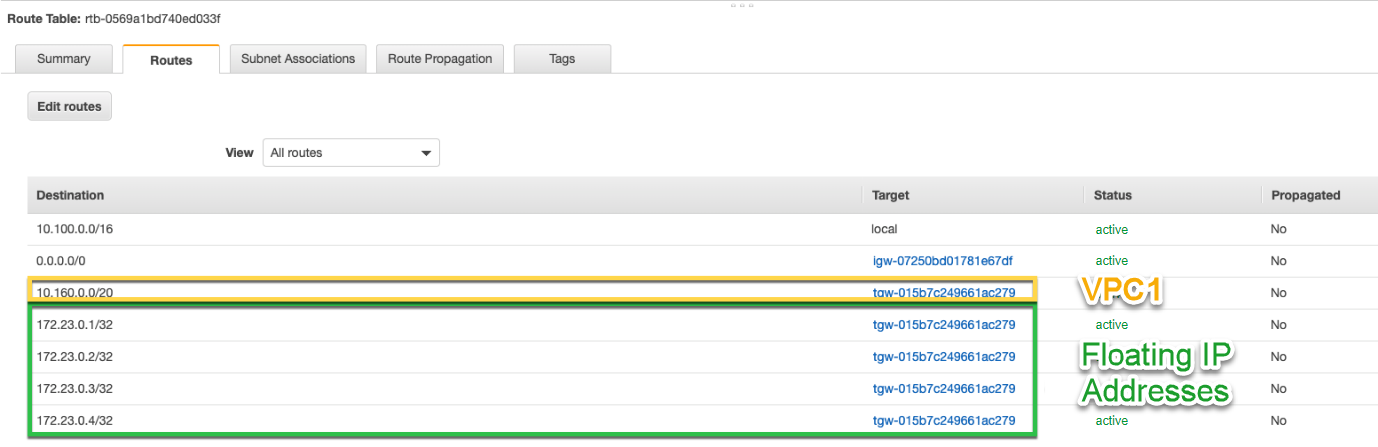 Route Table: rtb-0569a1bd740ed033f
Summary Routes Subnet Associations Route Propagation Tags
Edit routes
View All routes
Destination Target Status Propagated
10.100.0.0/16 local active No
0.0.0.0/0 igw-07250bd01781e67df active No
10.160.0.0/20 tgw-015b7c249661ac279 VPC1 No
172.23.0.1/32 tgw-015b7c249661ac279 active No
172.23.0.2/32 tgw-015b7c249661ac279 Floating IP No
172.23.0.3/32 tgw-015b7c249661ac279 Addresses No
172.23.0.4/32 tgw-015b7c249661ac279 active No